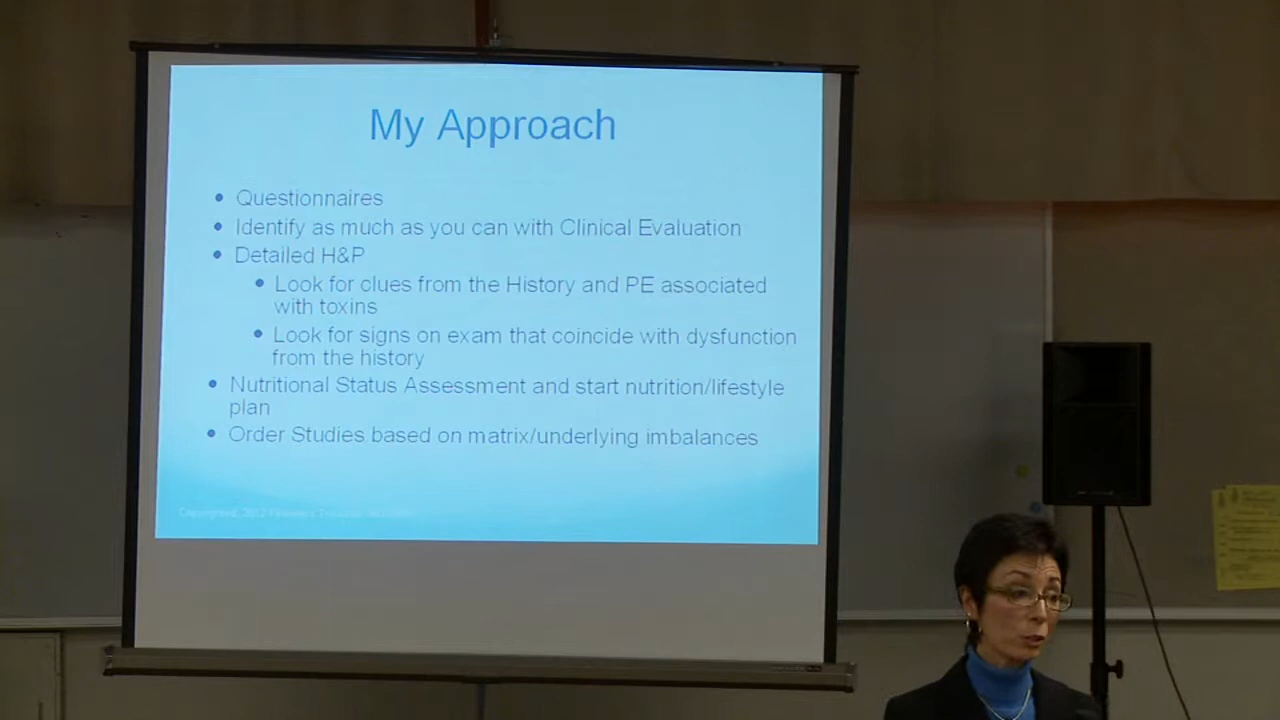 My Approach
Questionnaires
Identify as much as you can with Clinical Evaluation
Detailed H&P
Look for clues from the History and PE associated
with toxins
Look for signs on exam that coincide with dysfunction
from the history
Nutritional Status Assessment and start nutrition/lifestyle
plan
Order Studies based on matrix/underlying imbalances
Copyrighted, 2012